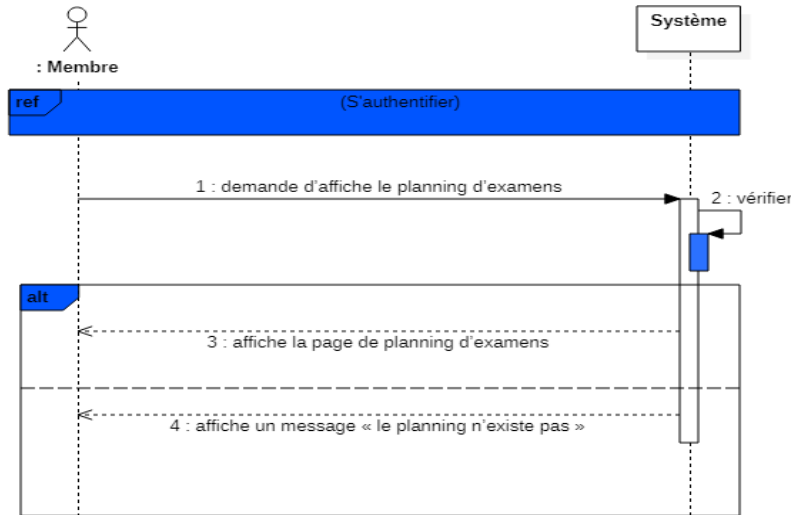 Système
: Membre
ref
(S'authentifier)
1 : demande d'affiche le planning d'examens
2 : vérifier
alt
3 : affiche la page de planning d'examens
4 : affiche un message « le planning n'existe pas »